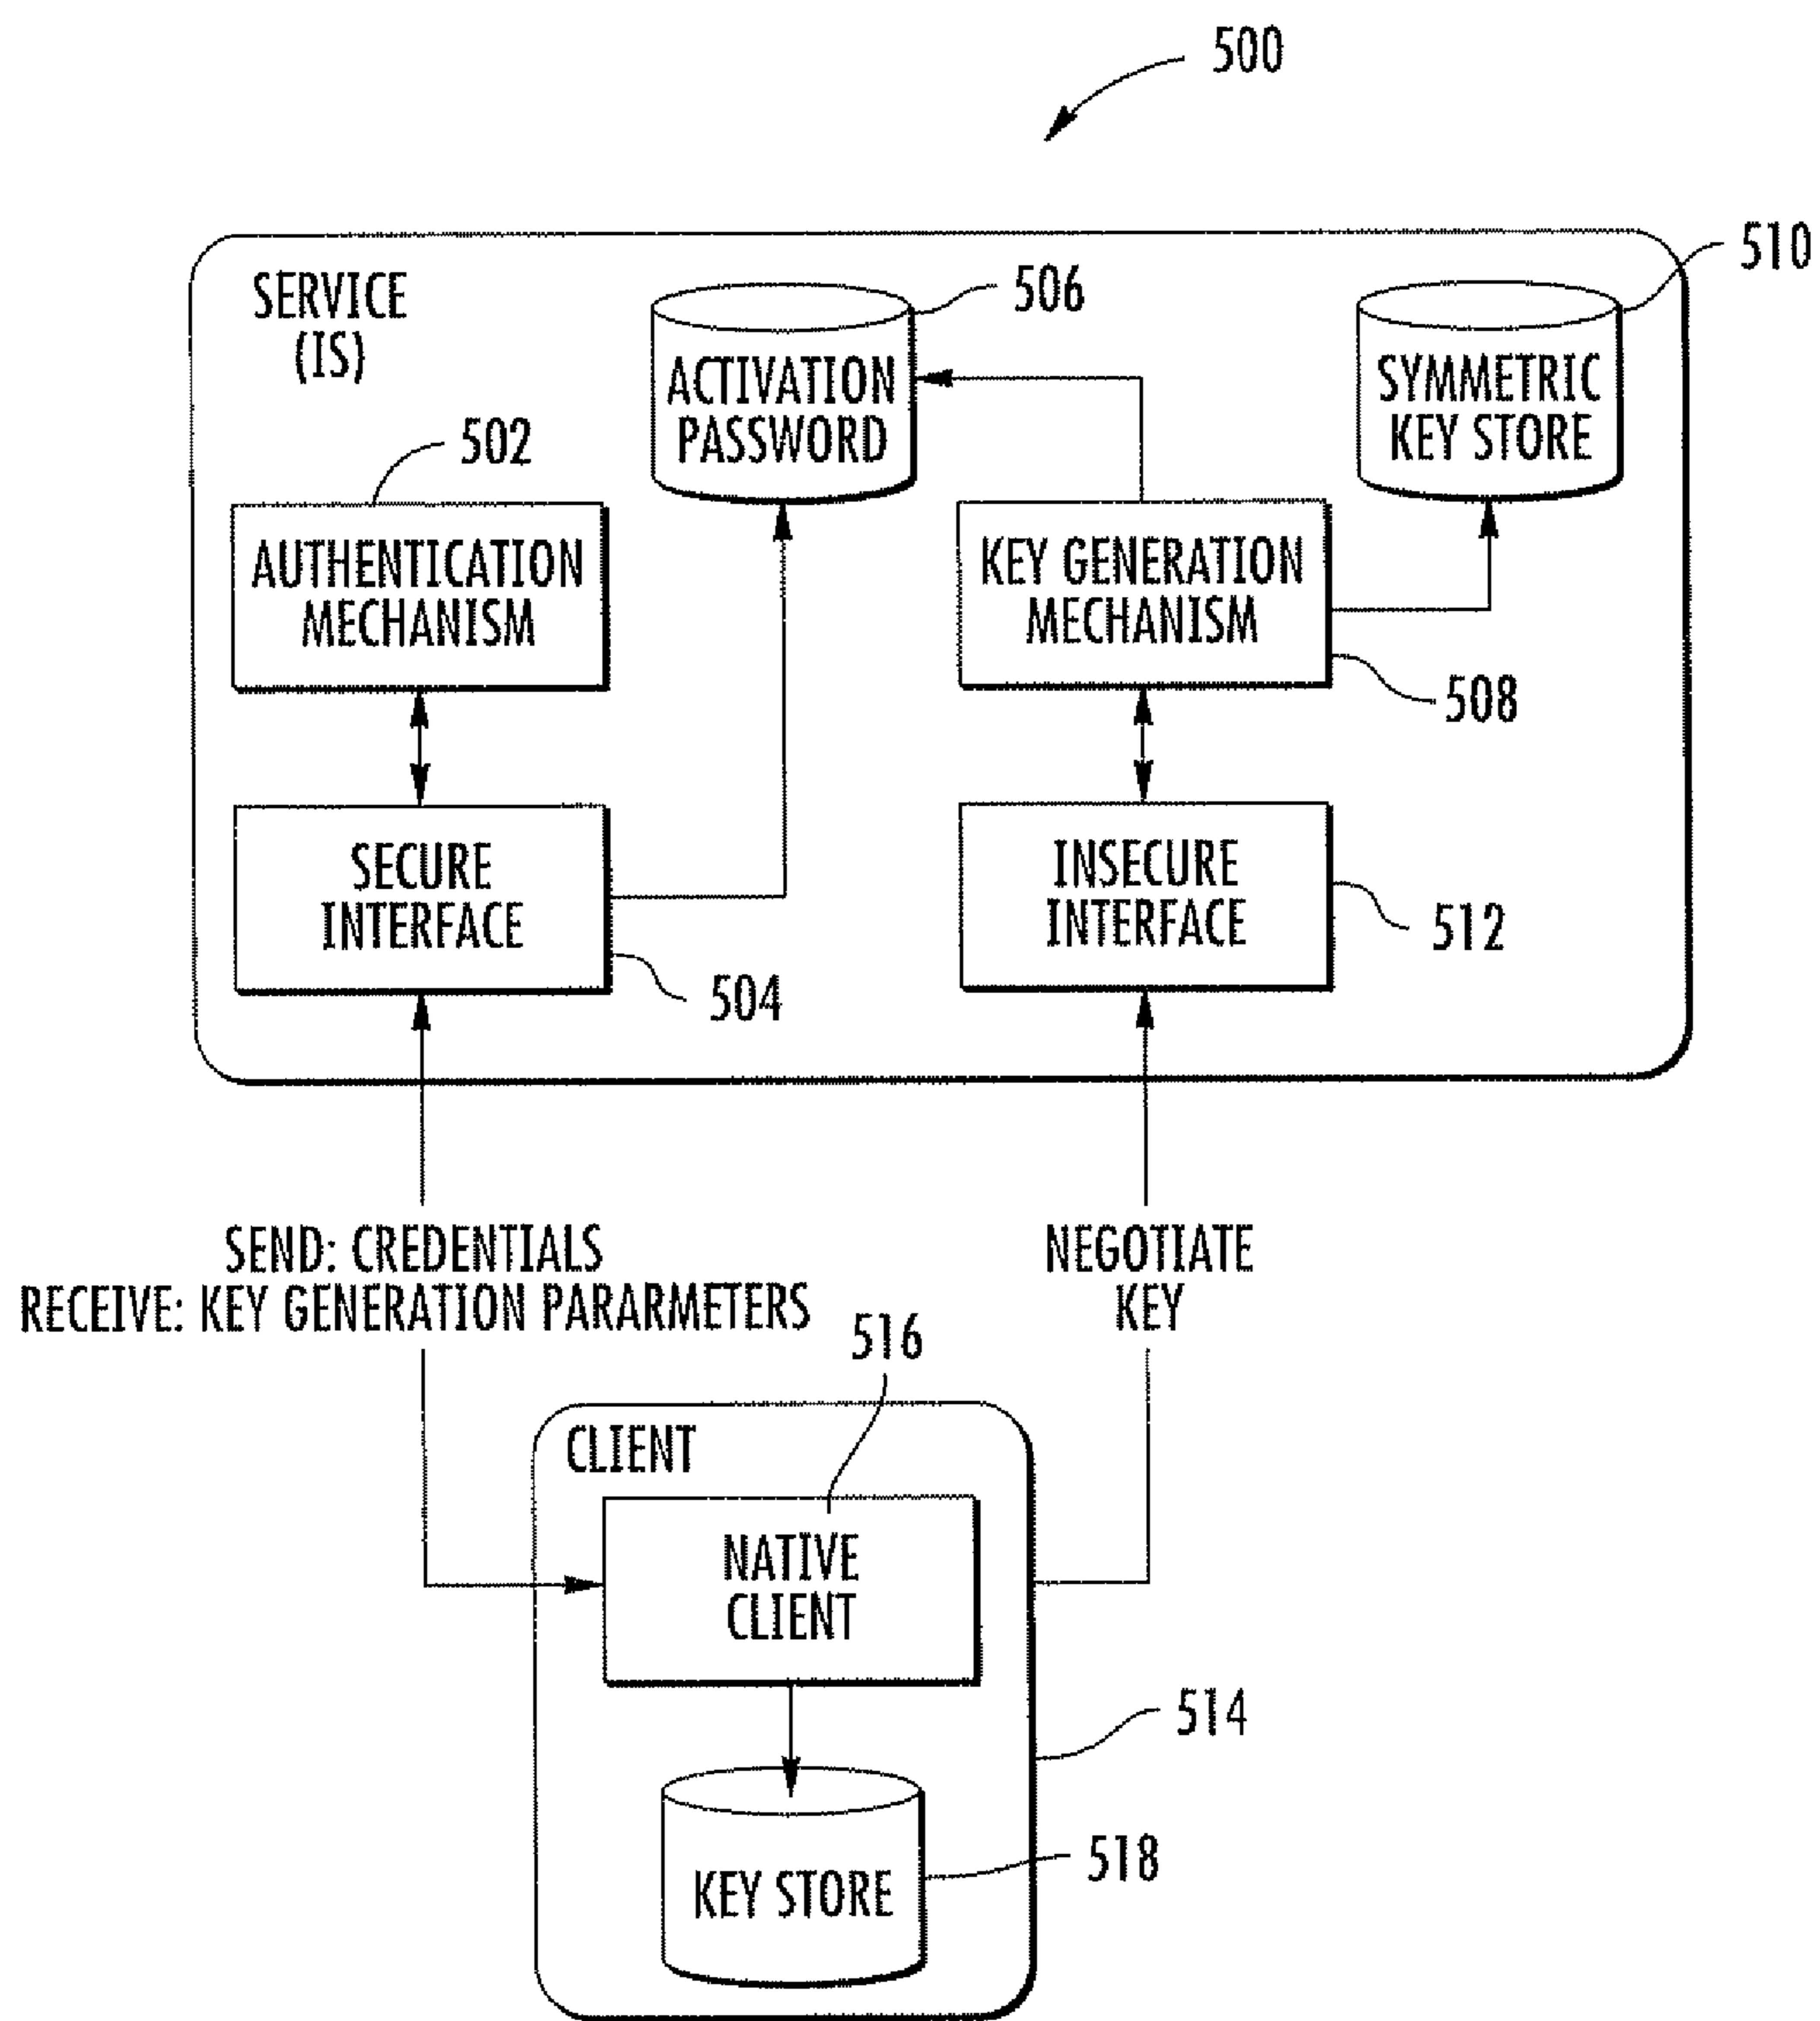 500
510
SERVICE
(IS)
506
ACTIVATION
PASSWORD
SYMMETRIC
KEY STORE
502
AUTHENTICATION
MECHANISM
KEY GENERATION
MECHANISM
508
SECURE
INTERFACE
504
INSECURE
INTERFACE
512
SEND: CREDENTIALS
RECEIVE: KEY GENERATION PARARMETERS
NEGOTIATE
KEY
516
CLIENT
NATIVE
CLIENT
514
KEY STORE
518